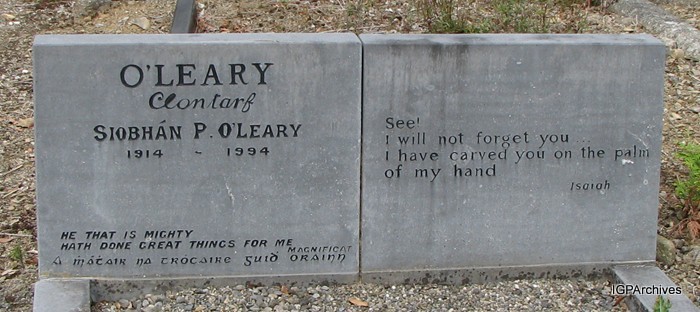 O'LEARY
Clontarf
SIOBHÁN P. O'LEARY
1914 - 1994
HE THAT IS MIGHTY
HATH DONE GREAT THINGS FOR ME
MAGNIFICAT
A MÁTAIR NA TRÓCAIRE GUID ORAINN
See!
I will not forget you
I have carved you on the palm
of my hand
Isaiah
IGPArchives